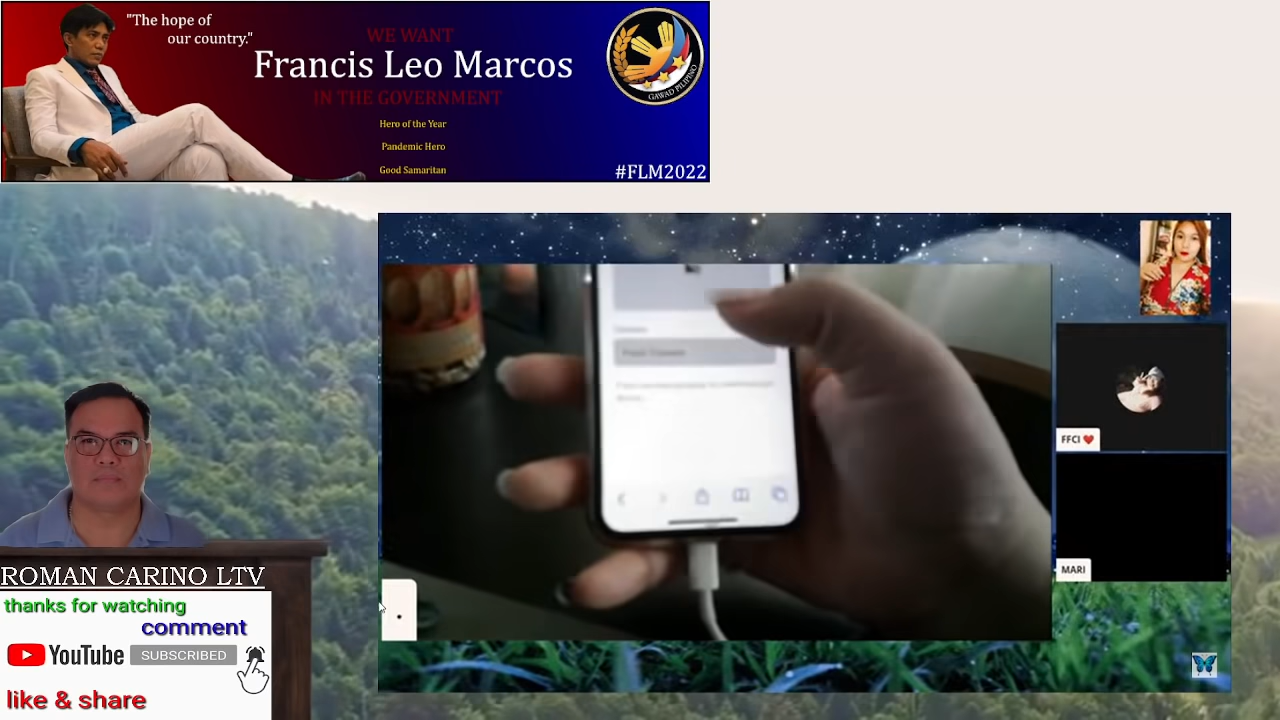 "The hope of
our country."
WE WANT
Francis Leo Marcos
IN THE GOVERNMENT
Hero of the Year
Pandemic Hero
Good Samaritan
#FLM2022
GAWAD PILIPINO
FFCI
MARI
ROMAN CARINO LTV
thanks for watching
comment
YouTube SUBSCRIBED
like & share